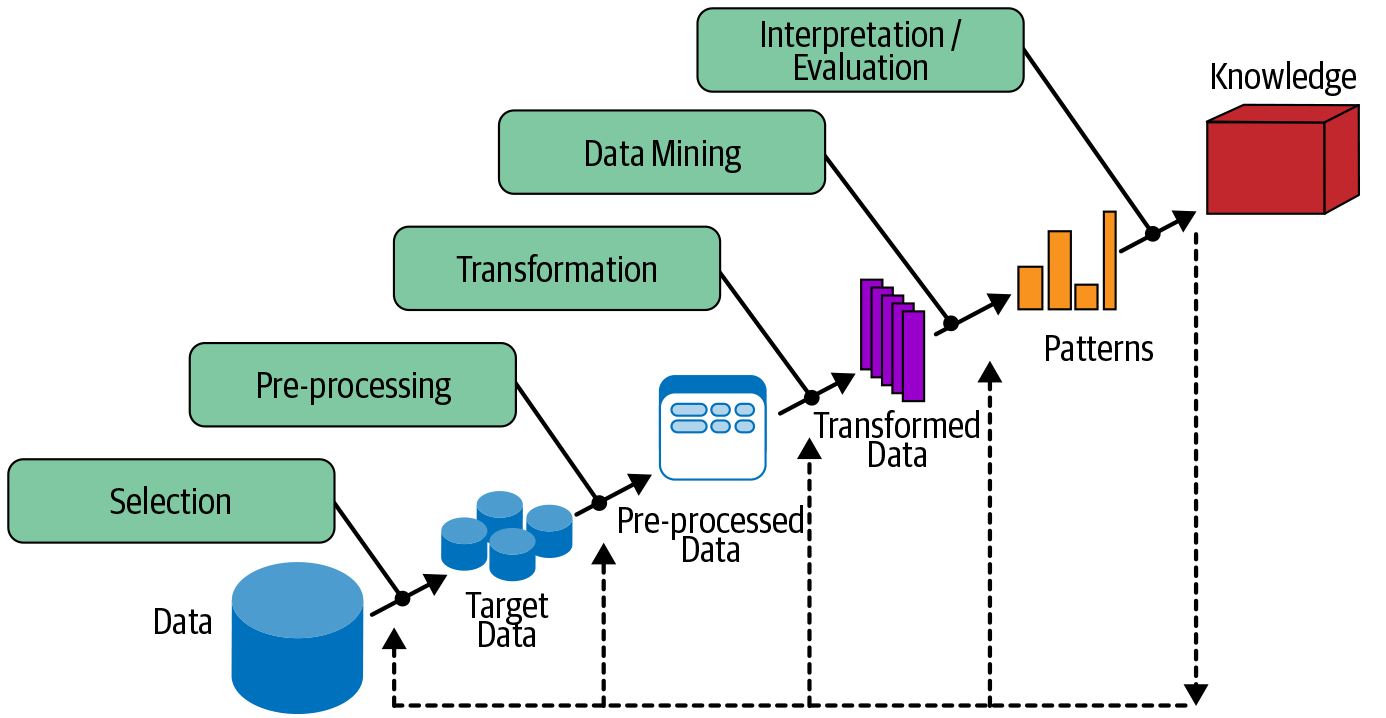 Interpretation /
Evaluation
Knowledge
Data Mining
Transformation
Patterns
Pre-processing
Transformed
Data
Selection
Pre-processed
Data
Target
Data
Data